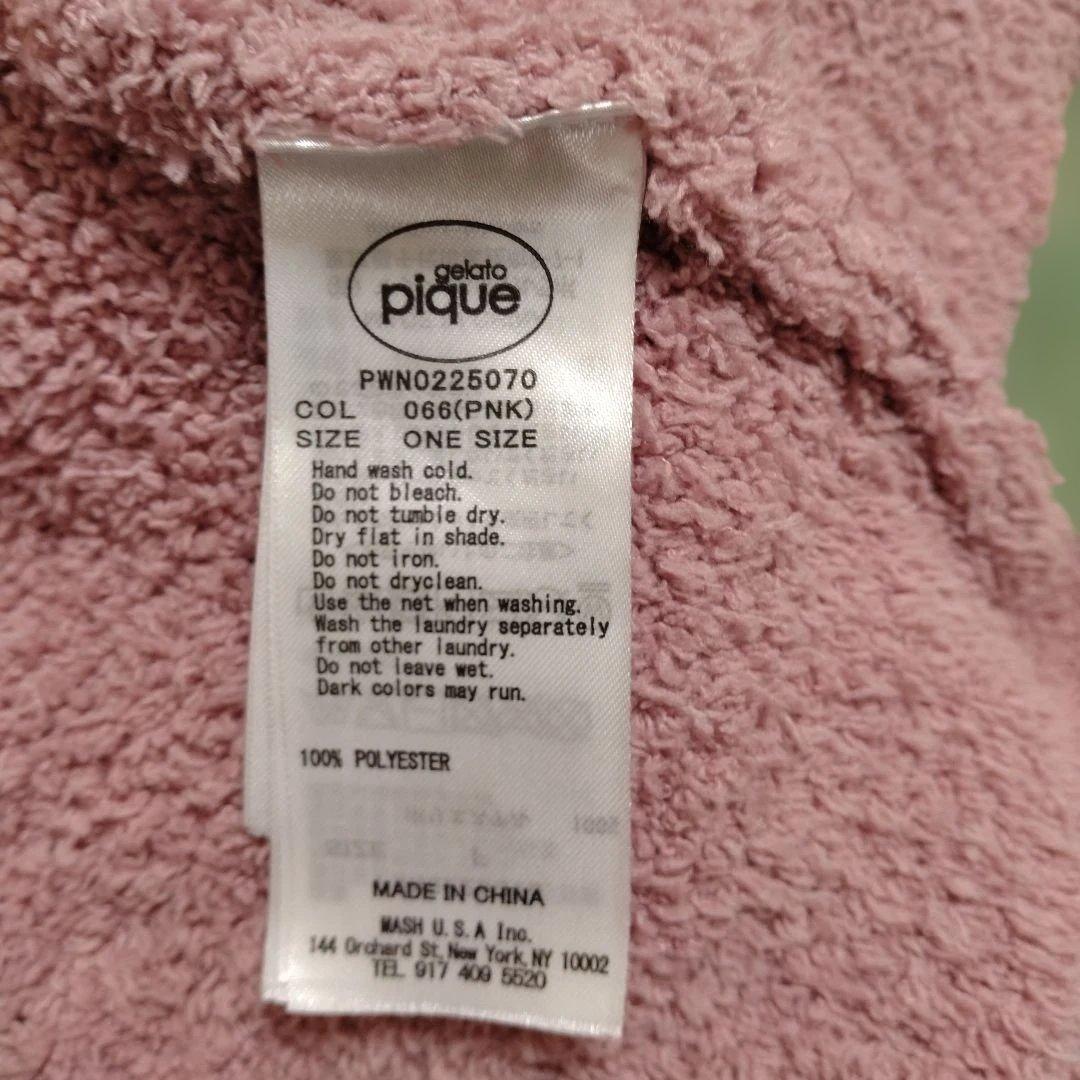 gelato
pique
PWNO225070
COL 066(PNK)
SIZE ONE SIZE
Hand wash cold.
Do not bleach.
Do not tumble dry.
Dry flat in shade.
Do not iron.
Do not dryclean.
Use the net when washing.
Wash the laundry separately
from other laundry.
Do not leave wet.
Dark colors may run.
100% POLYESTER
MADE IN CHINA
MASH U.S.A Inc.
144 Orchard St, New York, NY 10002
TEL 917 409 5520